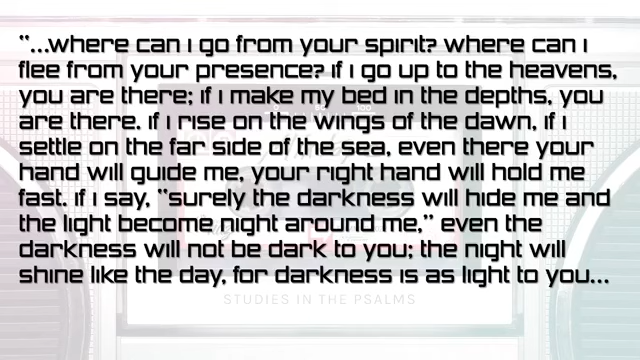 “...where can i go from your spirit? where can i
flee from your presence? if i go up to the heavens,
you are there; if i make my bed in the depths, you
are there. if i rise on the wings of the dawn, if i
settle on the far side of the sea, even there your
hand will guide me, your right hand will hold me
fast. if i say, “surely the darkness will hide me and
the light become night around me,” even the
darkness will not be dark to you; the night will
shine like the day, for darkness is as light to you...
STUDIES IN THE PSALMS